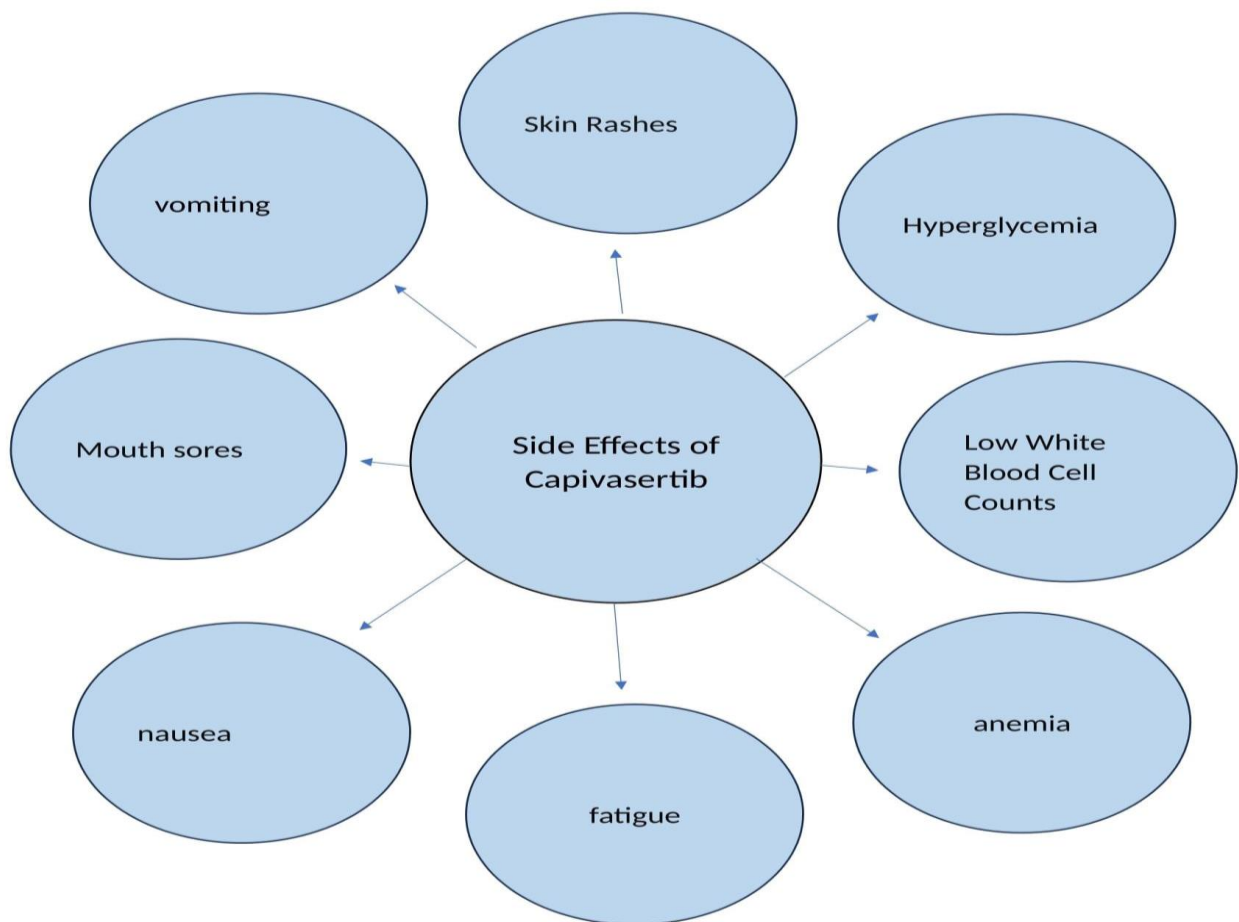 Skin Rashes
vomiting
Hyperglycemia
Mouth sores
Side Effects of
Capivasertib
Low White
Blood Cell
Counts
nausea
anemia
fatigue